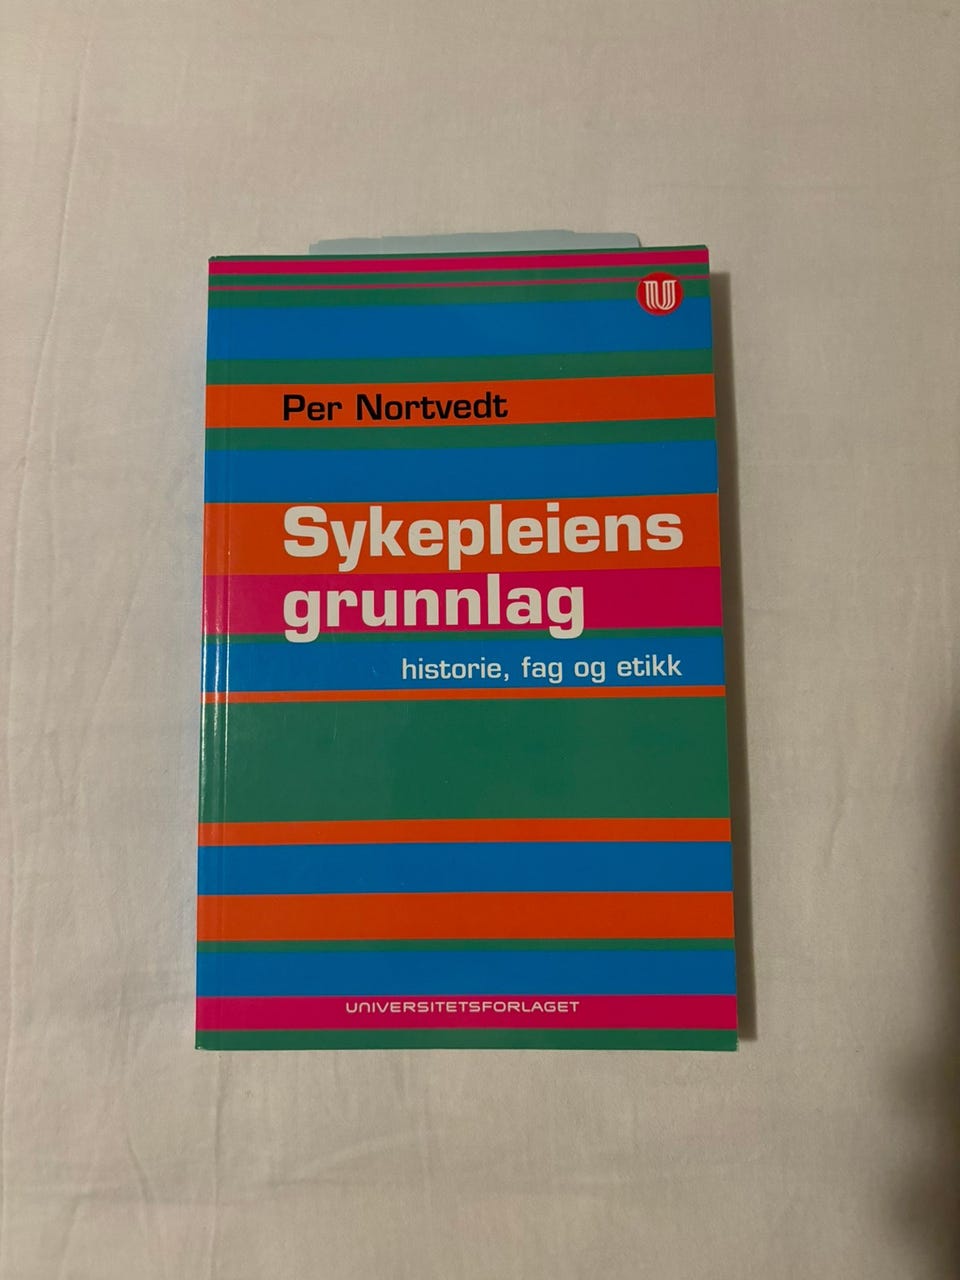 Per Nortvedt
Sykepleiens
grunnlag
historie, fag og etikk
UNIVERSITETSFORLAGET